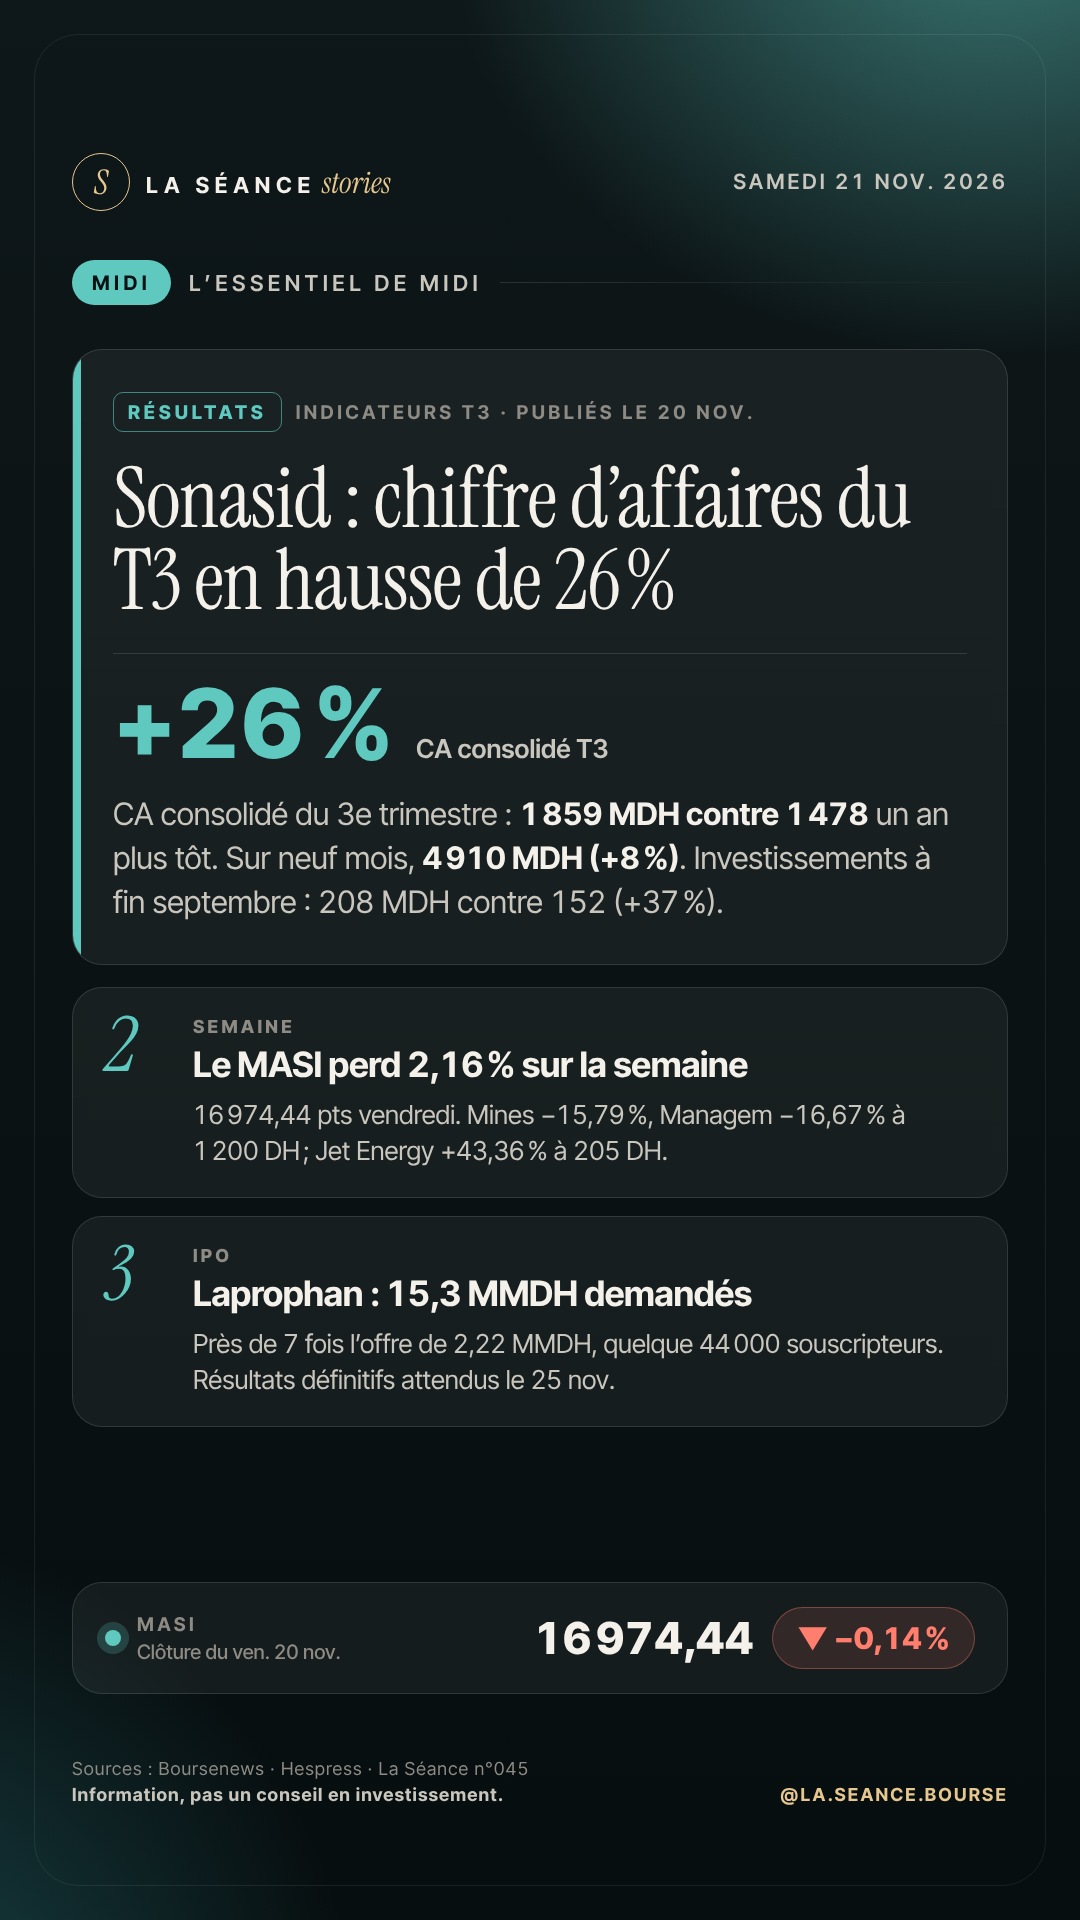 S LA SÉANCE stories
SAMEDI 21 NOV. 2026
MIDI L’ESSENTIEL DE MIDI
RÉSULTATS INDICATEURS T3 · PUBLIÉS LE 20 NOV.
Sonasid : chiffre d’affaires du
T3 en hausse de 26 %
+26 % CA consolidé T3
CA consolidé du 3e trimestre : 1 859 MDH contre 1 478 un an
plus tôt. Sur neuf mois, 4 910 MDH (+8 %). Investissements à
fin septembre : 208 MDH contre 152 (+37 %).
2
SEMAINE
Le MASI perd 2,16 % sur la semaine
16 974,44 pts vendredi. Mines −15,79 %, Managem −16,67 % à
1 200 DH ; Jet Energy +43,36 % à 205 DH.
3
IPO
Laprophan : 15,3 MMDH demandés
Près de 7 fois l’offre de 2,22 MMDH, quelque 44 000 souscripteurs.
Résultats définitifs attendus le 25 nov.
MASI
Clôture du ven. 20 nov.
16 974,44 ▼ −0,14 %
Sources : Boursenews · Hespress · La Séance n°045
Information, pas un conseil en investissement.
@LA.SEANCE.BOURSE